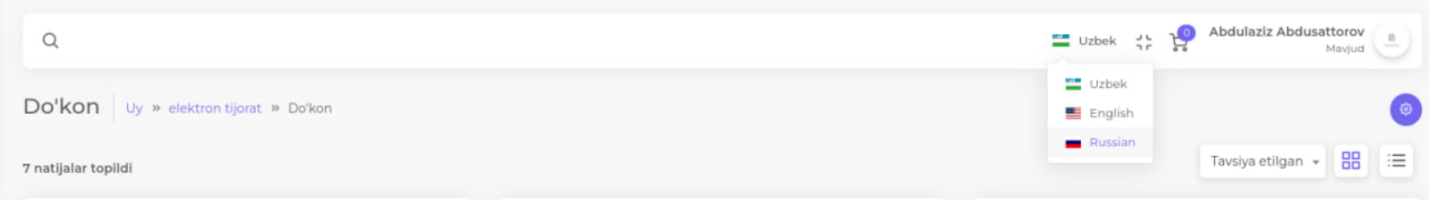 Uzbek
0
Abdulaziz Abdusattorov
Mavjud
Uzbek
English
Russian
Do'kon
Uy » elektron tijorat » Do'kon
7 natijalar topildi
Tavsiya etilgan